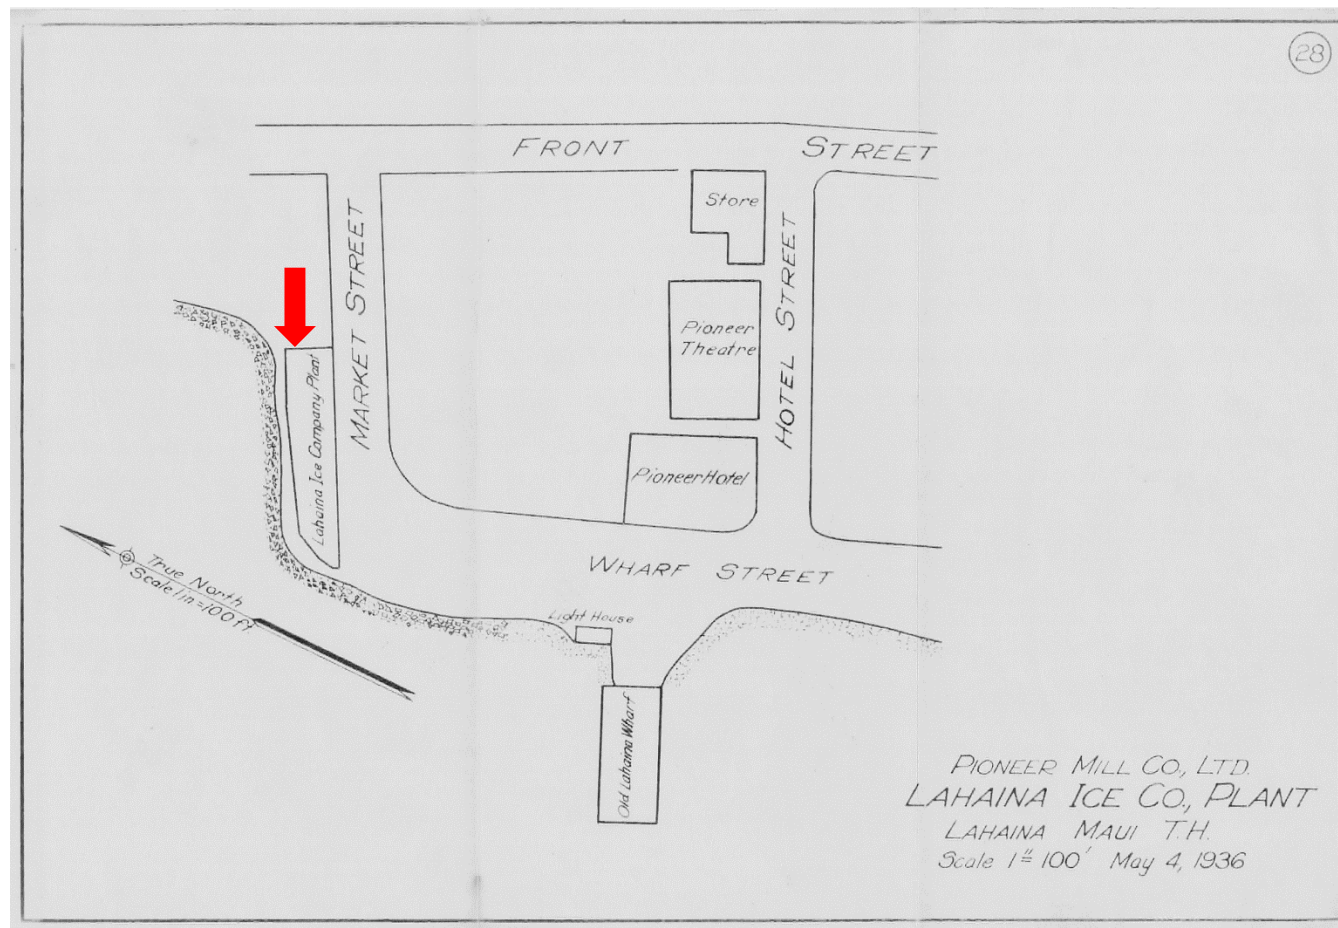 28
FRONT STREET
Store
MARKET STREET
HOTEL STREET
Pioneer
Theatre
Lahaina Ice Company Plant
Pioneer Hotel
True North
Scale 1in=100ft
WHARF STREET
Light House
Old Lahaina Wharf
PIONEER MILL CO., LTD.
LAHAINA ICE CO., PLANT
LAHAINA MAUI T.H.
Scale 1"=100' May 4, 1936